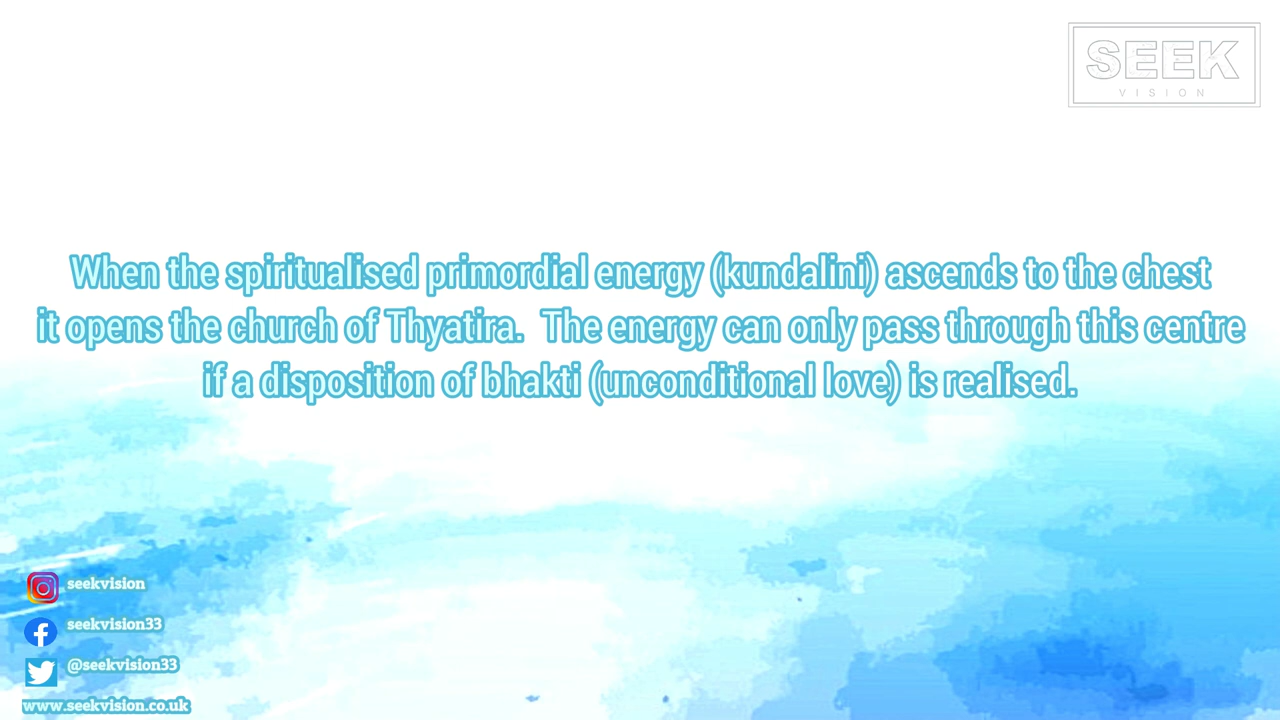 SEEK
VISION
When the spiritualised primordial energy (kundalini) ascends to the chest
it opens the church of Thyatira. The energy can only pass through this centre
if a disposition of bhakti (unconditional love) is realised.
seekvision
seekvision33
@seekvision33
www.seekvision.co.uk